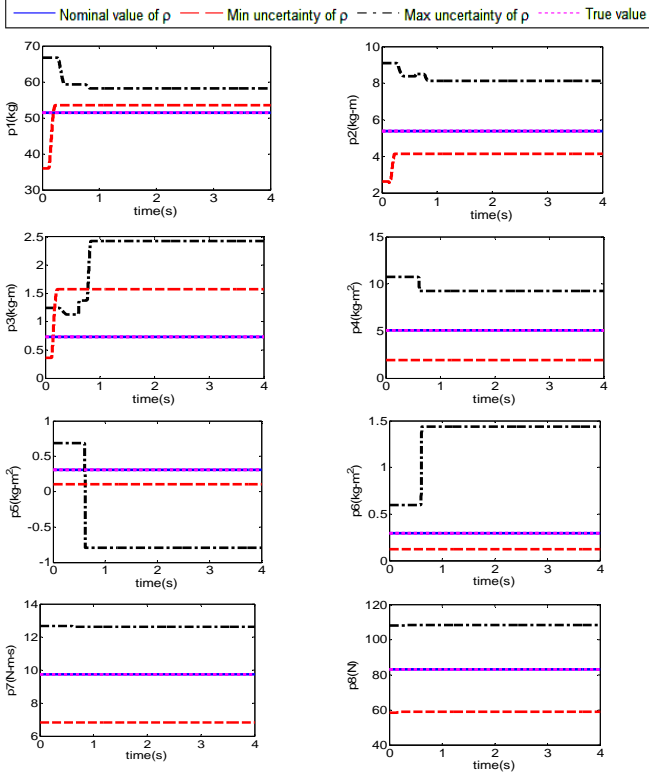 Nominal value of ρ Min uncertainty of ρ Max uncertainty of ρ True value
70
60
50
40
30
p1(kg)
0 1 2 3 4
time(s)
10
8
6
4
2
p2(kg-m)
0 1 2 3 4
time(s)
2.5
2
1.5
1
0.5
0
p3(kg-m)
0 1 2 3 4
time(s)
15
10
5
0
p4(kg-m²)
0 1 2 3 4
time(s)
1
0.5
0
-0.5
-1
p5(kg-m²)
0 1 2 3 4
time(s)
1.5
1
0.5
0
p6(kg-m²)
0 1 2 3 4
time(s)
14
12
10
8
6
p7(N-m-s)
0 1 2 3 4
time(s)
120
100
80
60
40
p8(N)
0 1 2 3 4
time(s)